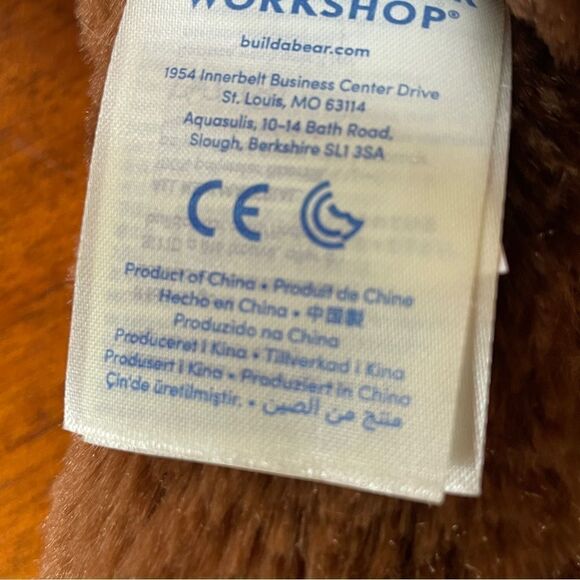 WORKSHOP®
buildabear.com
1954 Innerbelt Business Center Drive
St. Louis, MO 63114
Aquasulis, 10-14 Bath Road,
Slough, Berkshire SL1 3SA
CE
Product of China • Produit de Chine
Hecho en China • 中国製
Produzido na China
Produceret i Kina • Tillverkad i Kina
Produsert i Kina • Produziert in China
Çin'de üretilmiştir. • منتج من الصين